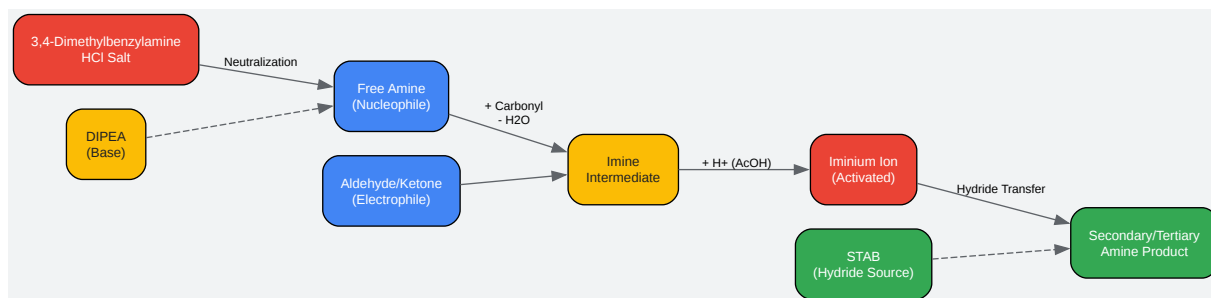 3,4-Dimethylbenzylamine
HCl Salt
Neutralization
DIPEA
(Base)
Free Amine
(Nucleophile)
+ Carbonyl
- H2O
Aldehyde/Ketone
(Electrophile)
Imine
Intermediate
+ H+ (AcOH)
Iminium Ion
(Activated)
Hydride Transfer
STAB
(Hydride Source)
Secondary/Tertiary
Amine Product